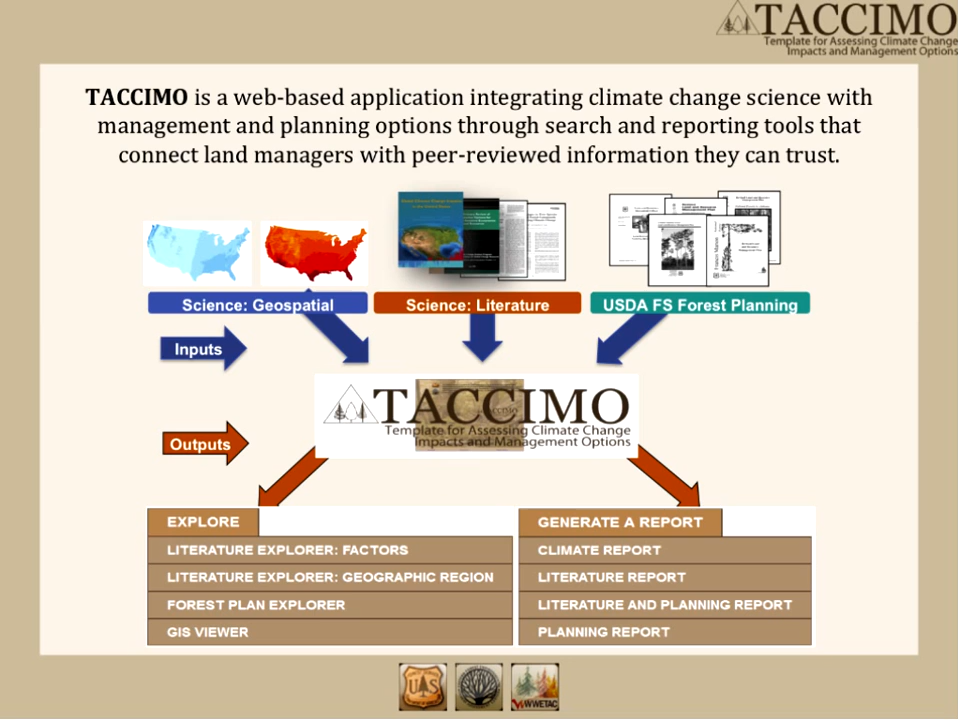 TACCIMO
Template for Assessing Climate Change
Impacts and Management Options
TACCIMO is a web-based application integrating climate change science with
management and planning options through search and reporting tools that
connect land managers with peer-reviewed information they can trust.
Science: Geospatial
Science: Literature
USDA FS Forest Planning
Inputs
TACCIMO
Template for Assessing Climate Change
Impacts and Management Options
Outputs
EXPLORE
LITERATURE EXPLORER: FACTORS
LITERATURE EXPLORER: GEOGRAPHIC REGION
FOREST PLAN EXPLORER
GIS VIEWER
GENERATE A REPORT
CLIMATE REPORT
LITERATURE REPORT
LITERATURE AND PLANNING REPORT
PLANNING REPORT
UAS
WWETAC